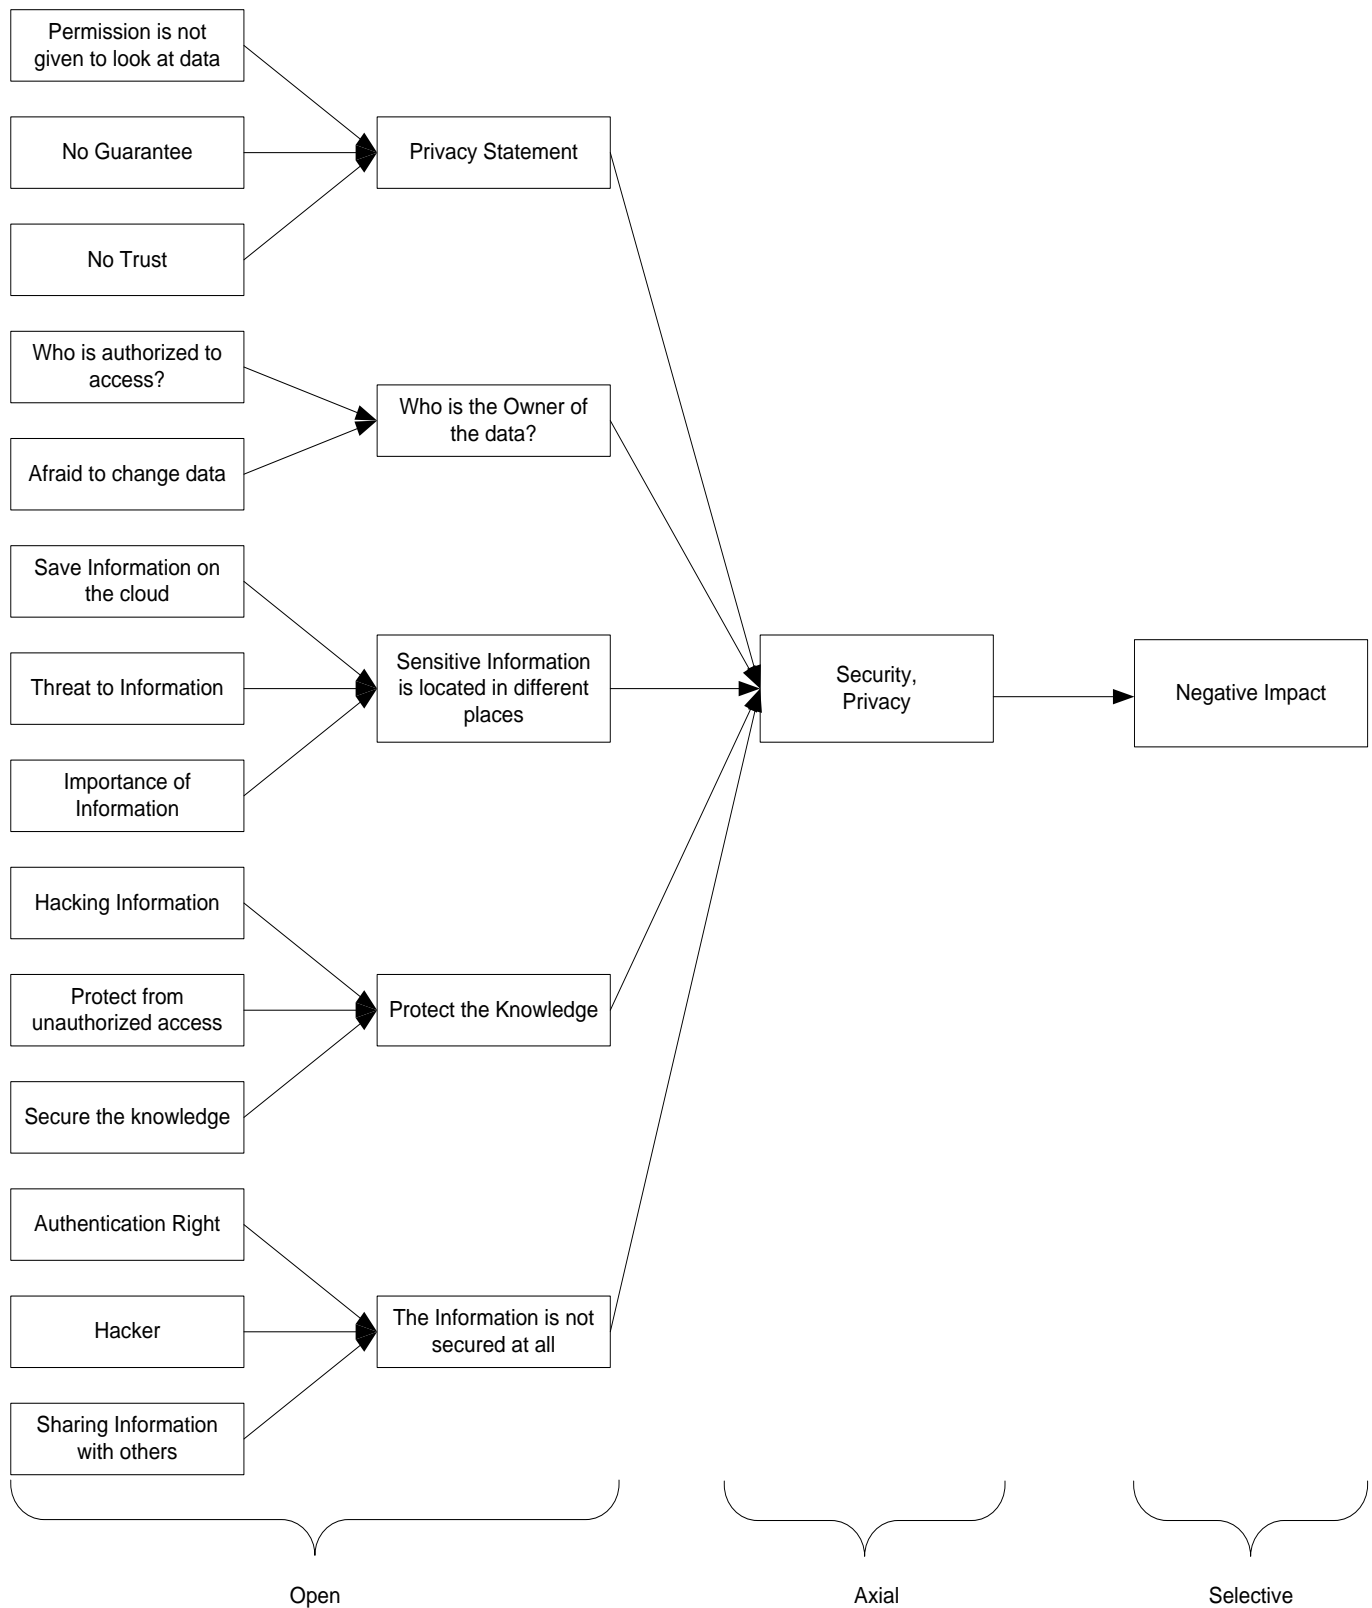 Permission is not
given to look at data
No Guarantee
Privacy Statement
No Trust
Who is authorized to
access?
Who is the Owner of
the data?
Afraid to change data
Save Information on
the cloud
Threat to Information
Sensitive Information
is located in different
places
Security,
Privacy
Negative Impact
Importance of
Information
Hacking Information
Protect from
unauthorized access
Protect the Knowledge
Secure the knowledge
Authentication Right
Hacker
The Information is not
secured at all
Sharing Information
with others
Open
Axial
Selective